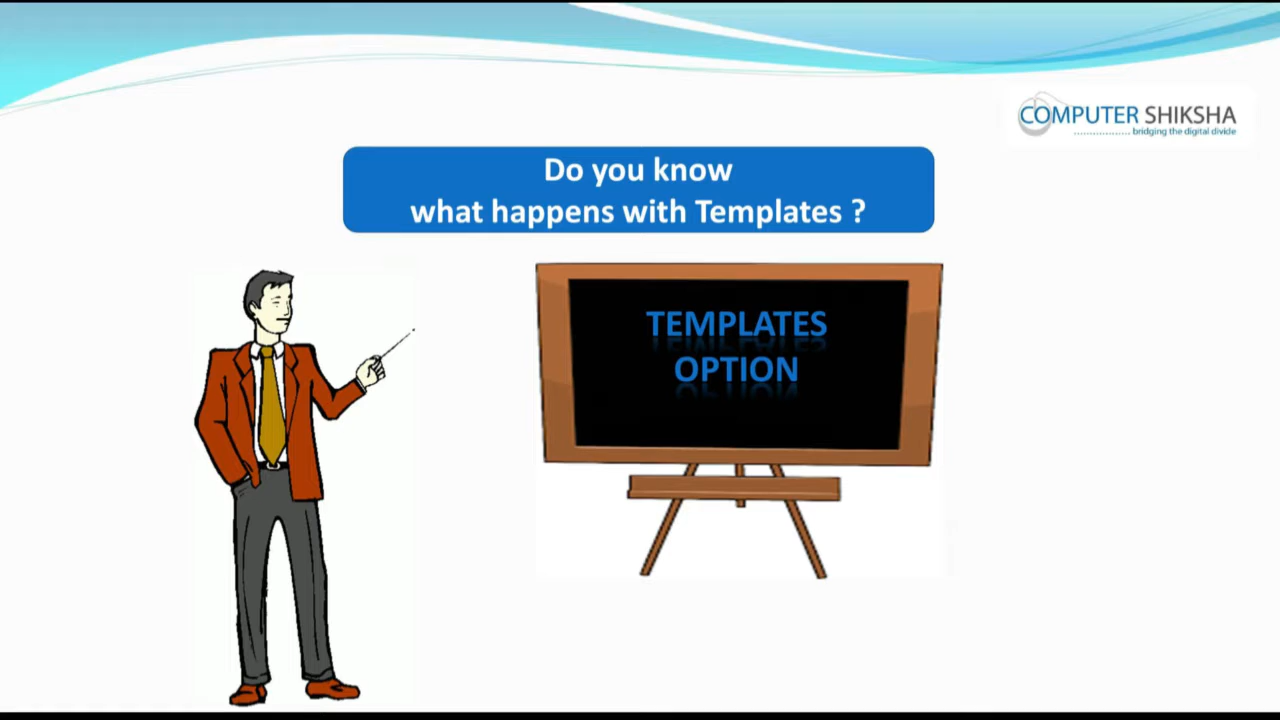 COMPUTER SHIKSHA
bridging the digital divide
Do you know
what happens with Templates ?
TEMPLATES
OPTION